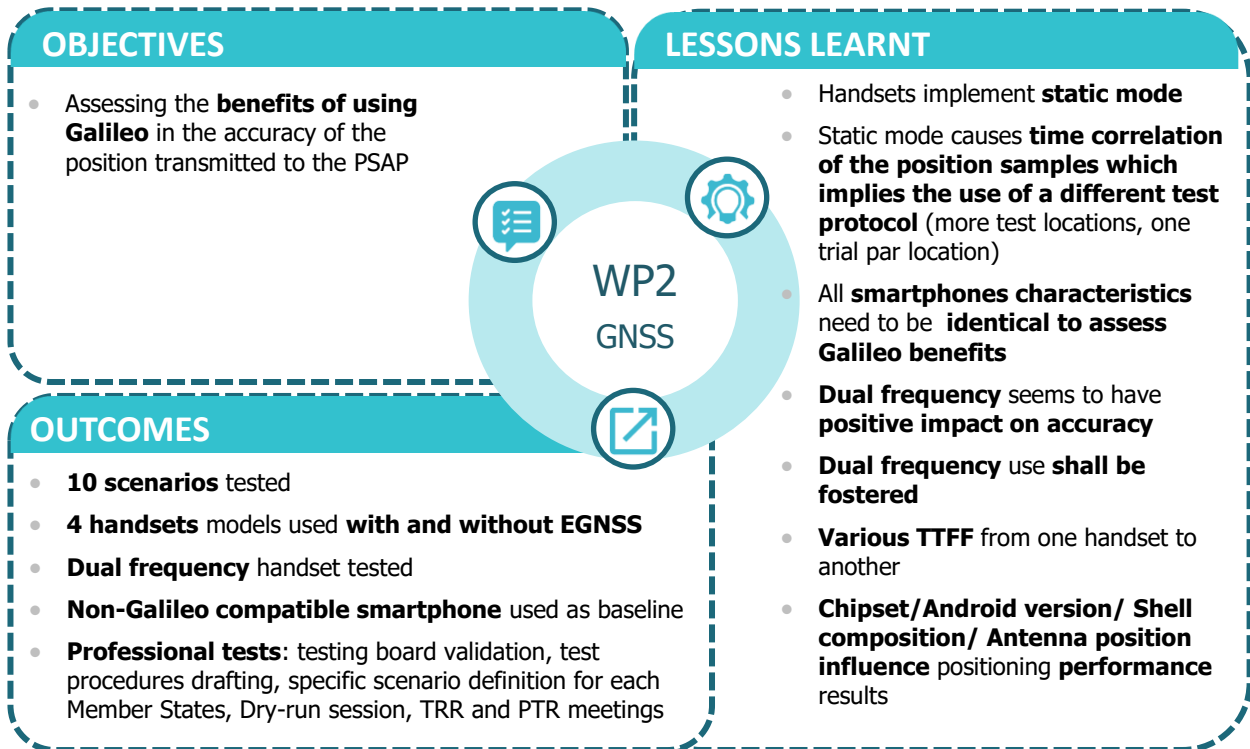 OBJECTIVES
Assessing the benefits of using
Galileo in the accuracy of the
position transmitted to the PSAP
WP2
GNSS
OUTCOMES
10 scenarios tested
4 handsets models used with and without EGNSS
Dual frequency handset tested
Non-Galileo compatible smartphone used as baseline
Professional tests: testing board validation, test
procedures drafting, specific scenario definition for each
Member States, Dry-run session, TRR and PTR meetings
LESSONS LEARNT
Handsets implement static mode
Static mode causes time correlation
of the position samples which
implies the use of a different test
protocol (more test locations, one
trial par location)
All smartphones characteristics
need to be identical to assess
Galileo benefits
Dual frequency seems to have
positive impact on accuracy
Dual frequency use shall be
fostered
Various TTFF from one handset to
another
Chipset/Android version/ Shell
composition/ Antenna position
influence positioning performance
results